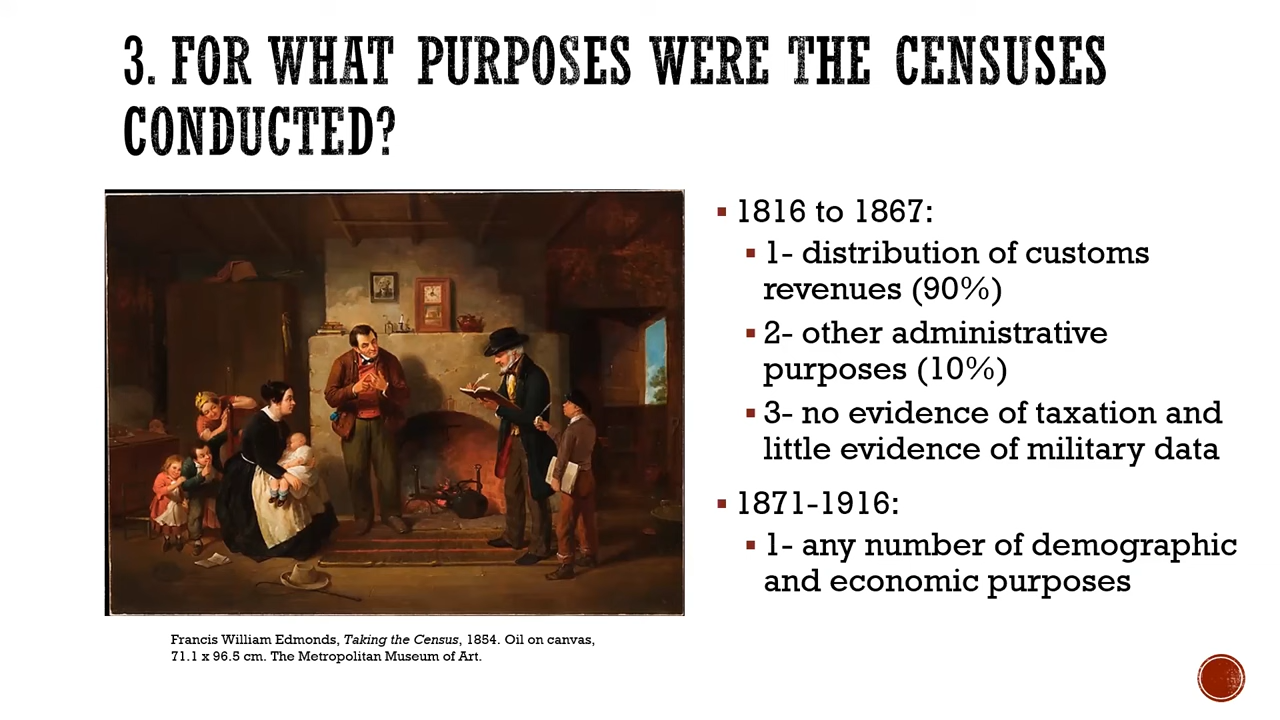 3. FOR WHAT PURPOSES WERE THE CENSUSES
CONDUCTED?
▪ 1816 to 1867:
▪ 1- distribution of customs
revenues (90%)
▪ 2- other administrative
purposes (10%)
▪ 3- no evidence of taxation and
little evidence of military data
▪ 1871-1916:
▪ 1- any number of demographic
and economic purposes
Francis William Edmonds, Taking the Census, 1854. Oil on canvas,
71.1 x 96.5 cm. The Metropolitan Museum of Art.